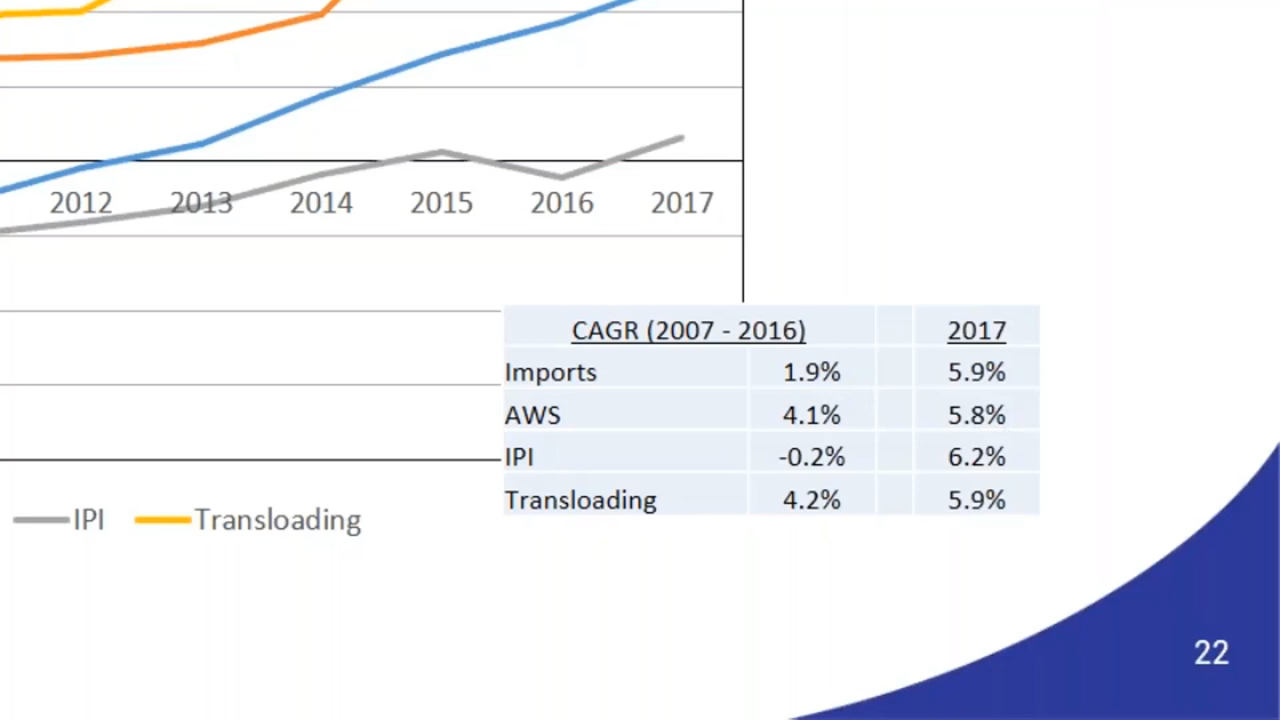 2012 2013 2014 2015 2016 2017
CAGR (2007 - 2016) 2017
Imports 1.9% 5.9%
AWS 4.1% 5.8%
IPI -0.2% 6.2%
Transloading 4.2% 5.9%
IPI Transloading
22